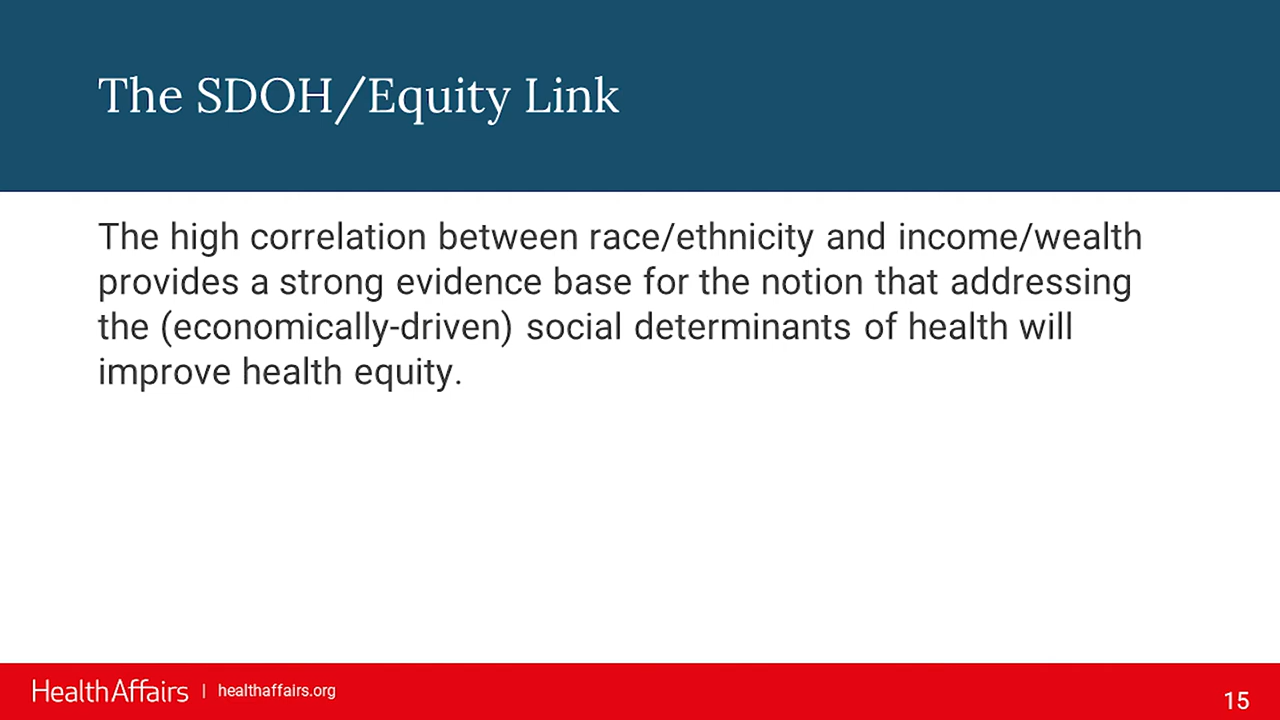 The SDOH/Equity Link
The high correlation between race/ethnicity and income/wealth
provides a strong evidence base for the notion that addressing
the (economically-driven) social determinants of health will
improve health equity.
HealthAffairs | healthaffairs.org
15